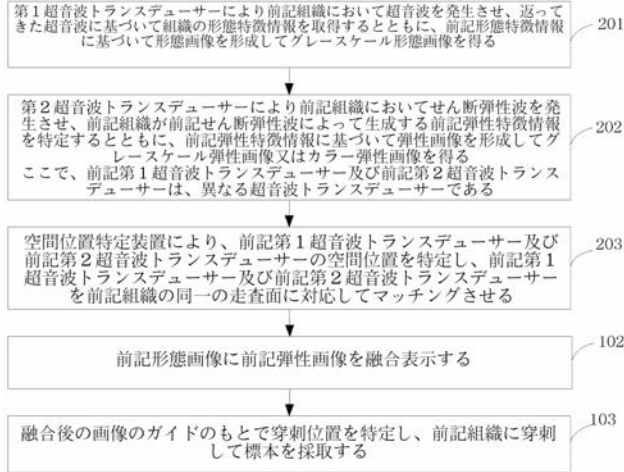 第1超音波トランスデューサーにより前記組織において超音波を発生させ、返って
きた超音波に基づいて組織の形態特徴情報を取得するとともに、前記形態特徴情報
に基づいて形態画像を形成してグレースケール形態画像を得る
201
第2超音波トランスデューサーにより前記組織においてせん断弾性波を発
生させ、前記組織が前記せん断弾性波によって生成する前記弾性特徴情報
を特定するとともに、前記弾性特徴情報に基づいて弾性画像を形成してグ
レースケール弾性画像又はカラー弾性画像を得る
ここで、前記第1超音波トランスデューサー及び前記第2超音波トランス
デューサーは、異なる超音波トランスデューサーである
202
空間位置特定装置により、前記第1超音波トランスデューサー及び
前記第2超音波トランスデューサーの空間位置を特定し、前記第1
超音波トランスデューサー及び前記第2超音波トランスデューサー
を前記組織の同一の走査面に対応してマッチングさせる
203
前記形態画像に前記弾性画像を融合表示する
102
融合後の画像のガイドのもとで穿刺位置を特定し、前記組織に穿刺
して標本を採取する
103